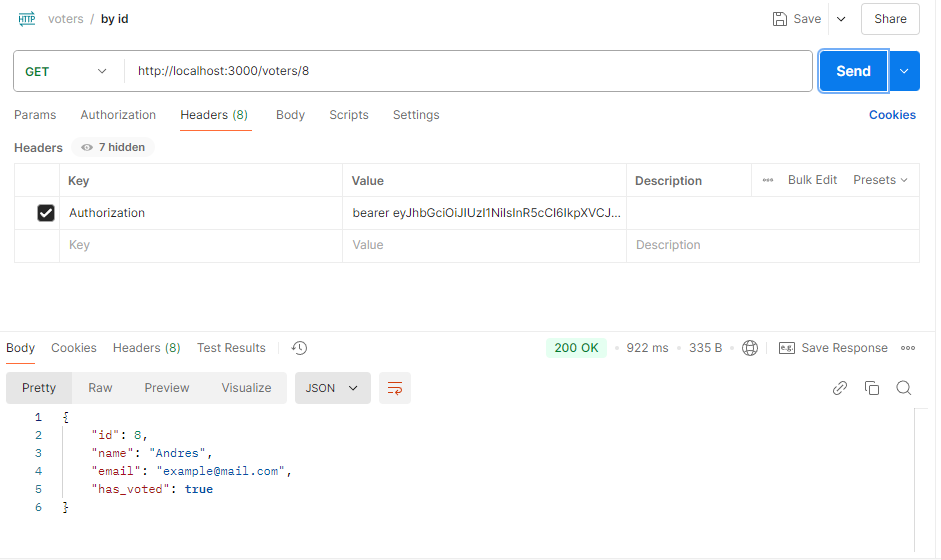 HTTP voters / by id Save Share
GET http://localhost:3000/voters/8 Send
Params Authorization Headers (8) Body Scripts Settings Cookies
Headers 7 hidden
Key Value Description Bulk Edit Presets
Authorization bearer eyJhbGciOiJIUzI1NiIsInR5cCI6IkpXVCJ...
Key Value Description
Body Cookies Headers (8) Test Results 200 OK 922 ms 335 B e.g. Save Response
Pretty Raw Preview Visualize JSON
1 {
2 "id": 8,
3 "name": "Andres",
4 "email": "example@mail.com",
5 "has_voted": true
6 }